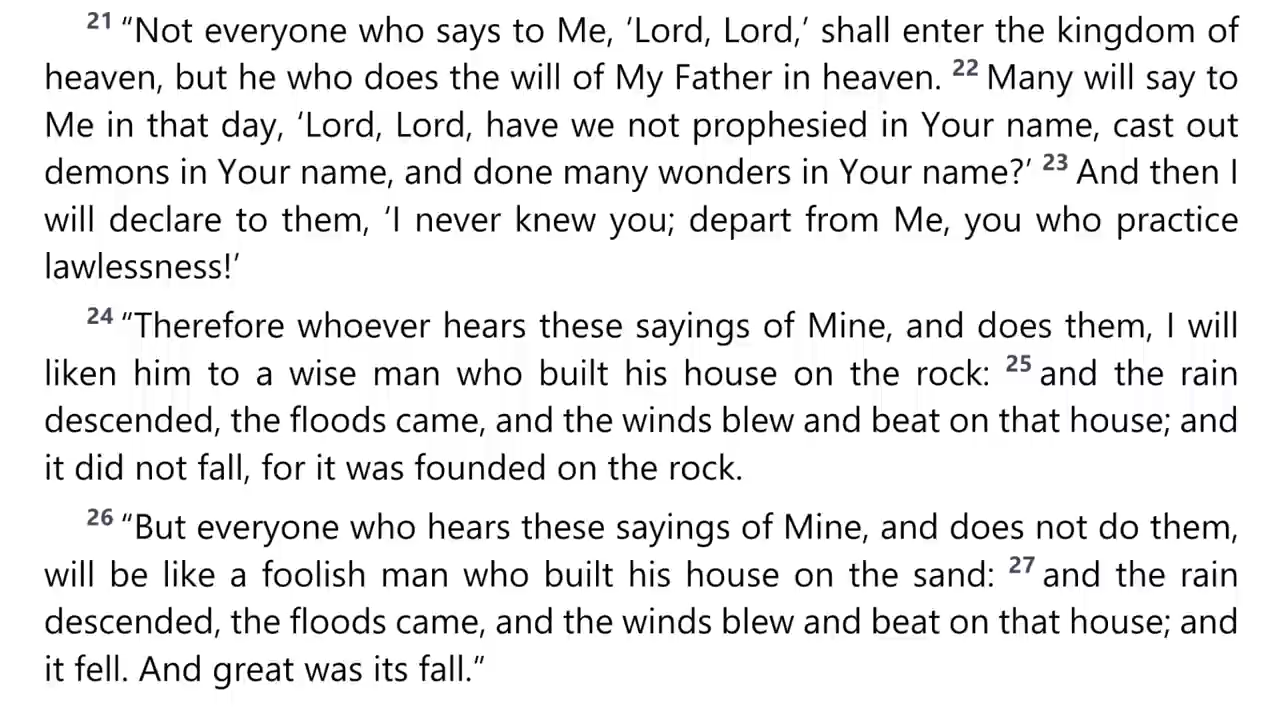 21 “Not everyone who says to Me, ‘Lord, Lord,’ shall enter the kingdom of
heaven, but he who does the will of My Father in heaven. 22 Many will say to
Me in that day, ‘Lord, Lord, have we not prophesied in Your name, cast out
demons in Your name, and done many wonders in Your name?’ 23 And then I
will declare to them, ‘I never knew you; depart from Me, you who practice
lawlessness!’
24 “Therefore whoever hears these sayings of Mine, and does them, I will
liken him to a wise man who built his house on the rock: 25 and the rain
descended, the floods came, and the winds blew and beat on that house; and
it did not fall, for it was founded on the rock.
26 “But everyone who hears these sayings of Mine, and does not do them,
will be like a foolish man who built his house on the sand: 27 and the rain
descended, the floods came, and the winds blew and beat on that house; and
it fell. And great was its fall.”